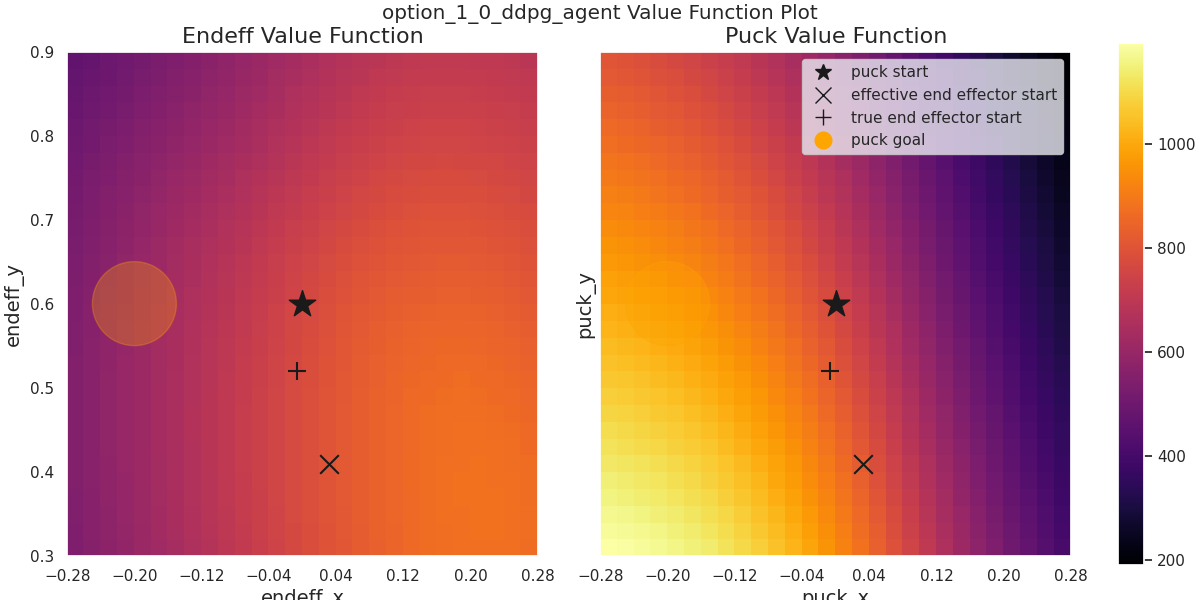 option_1_0_ddpg_agent Value Function Plot
Endeff Value Function
Puck Value Function
puck start
effective end effector start
true end effector start
puck goal
endeff_y
0.9
0.8
0.7
0.6
0.5
0.4
0.3
−0.28 −0.20 −0.12 −0.04 0.04 0.12 0.20 0.28
endeff_x
puck_y
−0.28 −0.20 −0.12 −0.04 0.04 0.12 0.20 0.28
puck_x
1000
800
600
400
200